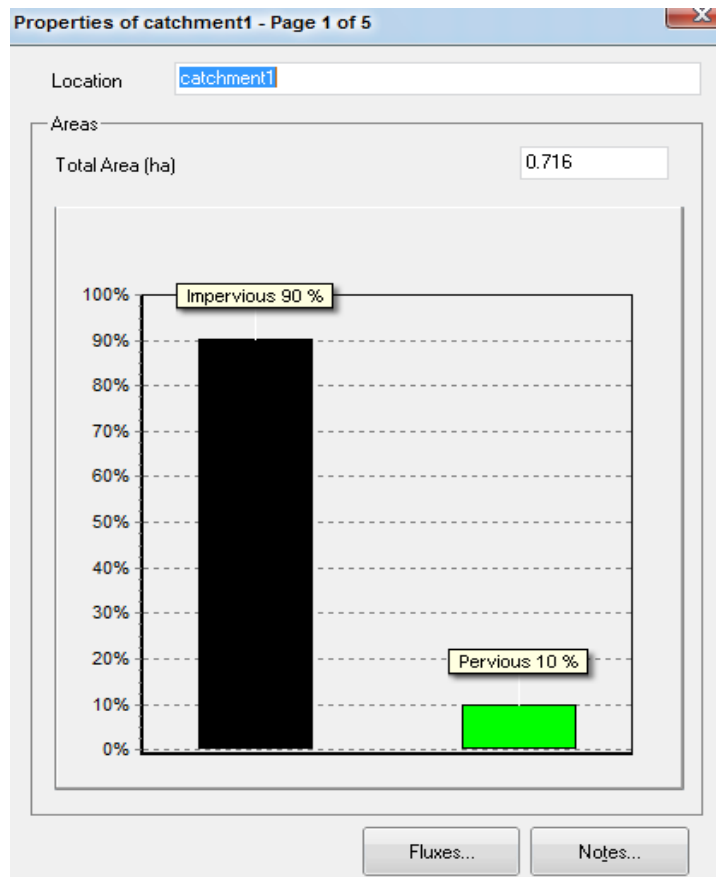 Properties of catchment1 - Page 1 of 5
Location catchment1
Areas
Total Area (ha) 0.716
100% Impervious 90 %
90%
80%
70%
60%
50%
40%
30%
20% Pervious 10 %
10%
0%
Fluxes... Notes...